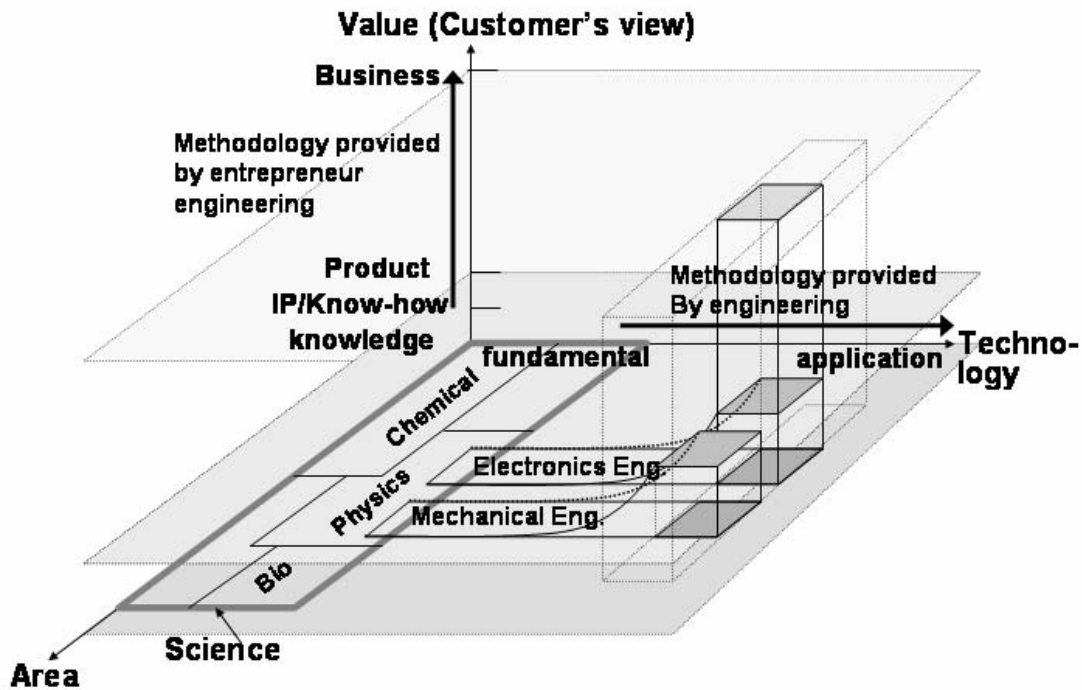 Value (Customer's view)
Business
Methodology provided
by entrepreneur
engineering
Product
IP/Know-how
knowledge
Methodology provided
By engineering
fundamental
application
Techno-
logy
Chemical
Physics
Bio
Electronics Eng.
Mechanical Eng.
Science
Area